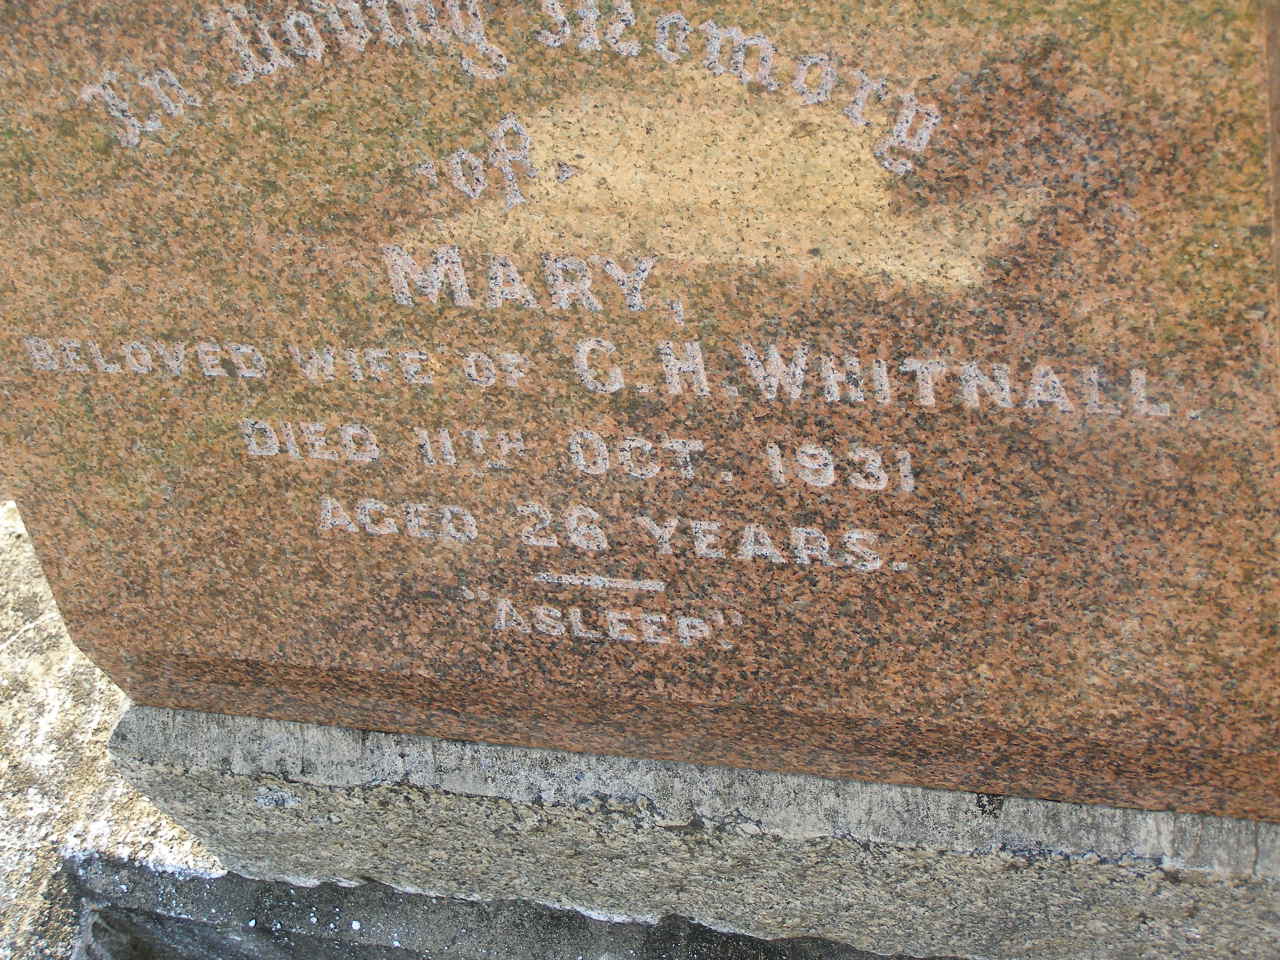 In loving Memory
of
MARY,
BELOVED WIFE OF G.H. WHITNALL.
DIED 11TH OCT. 1931
AGED 26 YEARS.
"ASLEEP"